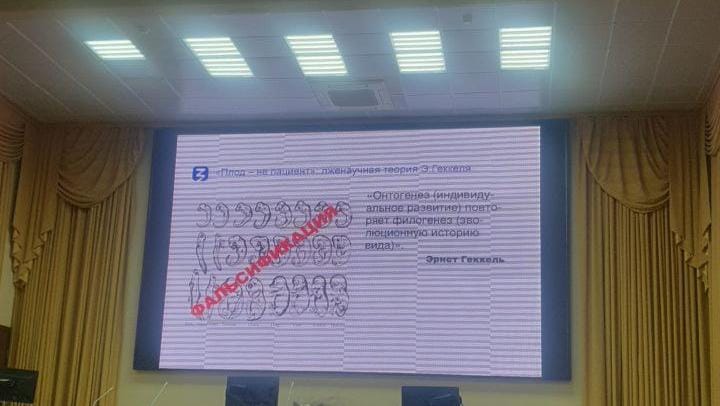 «Плод – не пациент»: лженаучная теория Э.Геккеля
ФАЛЬСИФИКАЦИЯ
«Онтогенез (индивиду-
альное развитие) повто-
ряет филогенез (эво-
люционную историю
вида)».
Эрнст Геккель